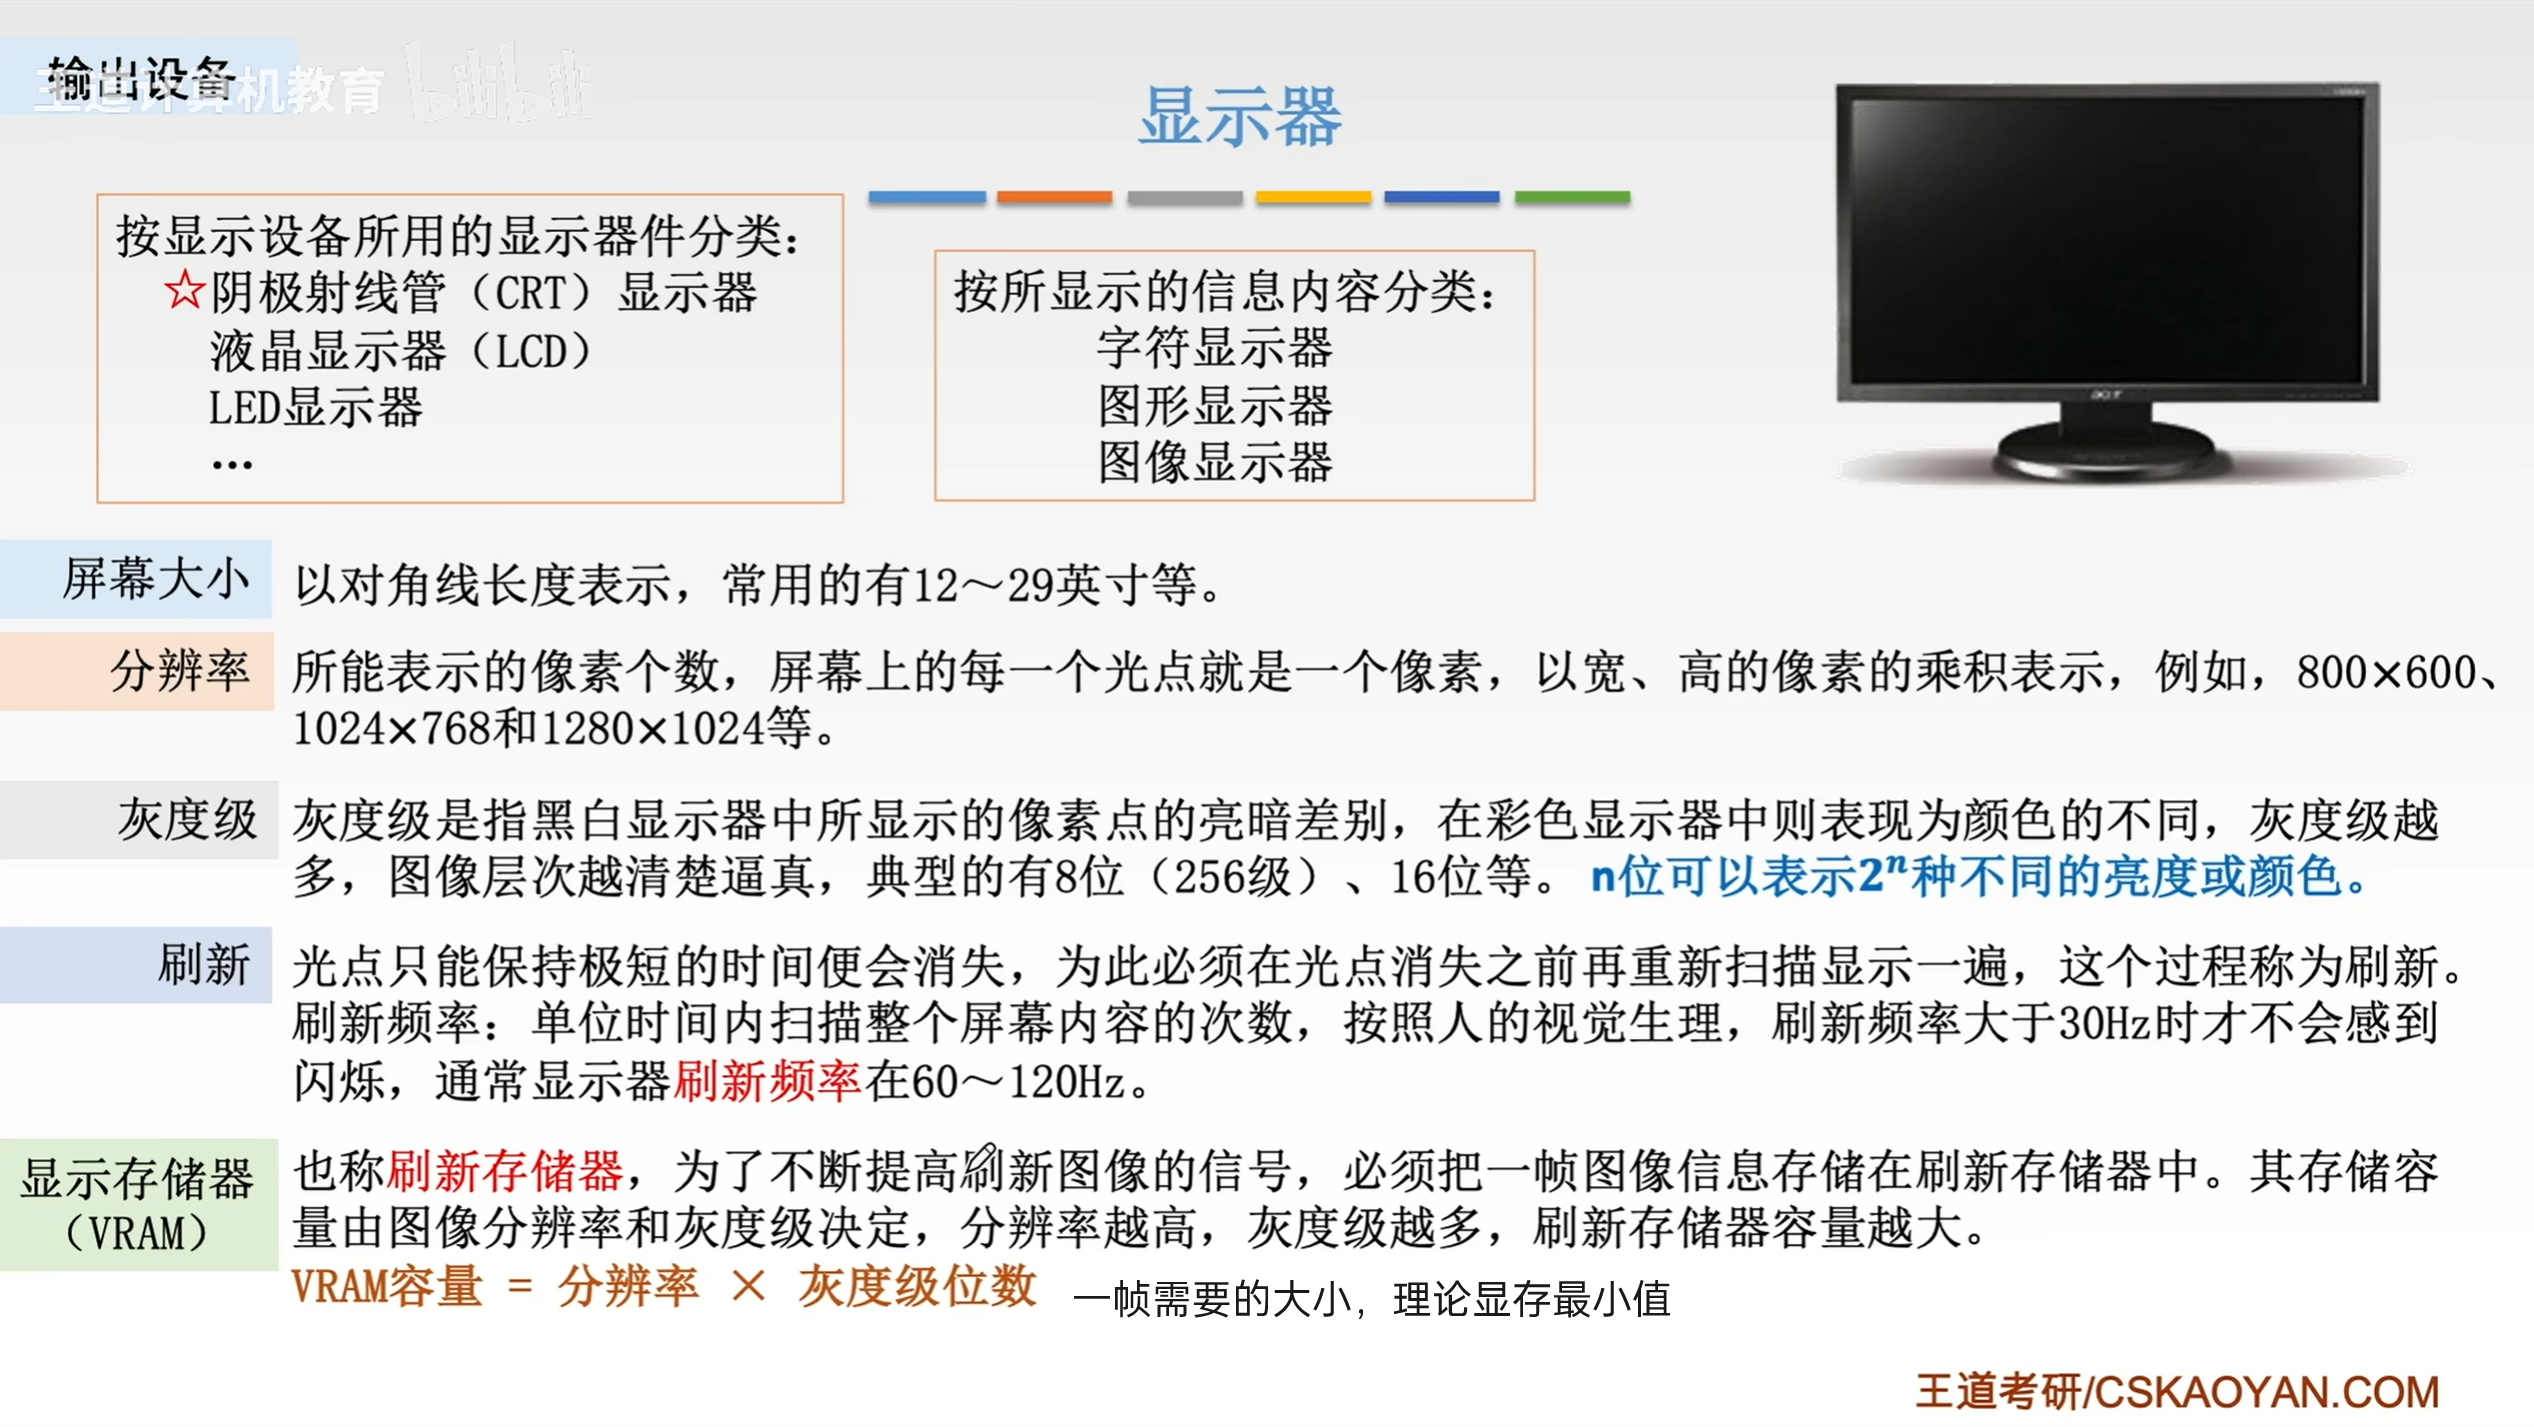 输出设备
王道计算机教育 bilibili
显示器
按显示设备所用的显示器件分类：
☆阴极射线管（CRT）显示器
液晶显示器（LCD）
LED显示器
…
按所显示的信息内容分类：
字符显示器
图形显示器
图像显示器
acer
屏幕大小
以对角线长度表示，常用的有12～29英寸等。
分辨率
所能表示的像素个数，屏幕上的每一个光点就是一个像素，以宽、高的像素的乘积表示，例如，800×600、
1024×768和1280×1024等。
灰度级
灰度级是指黑白显示器中所显示的像素点的亮暗差别，在彩色显示器中则表现为颜色的不同，灰度级越
多，图像层次越清楚逼真，典型的有8位（256级）、16位等。 n位可以表示2ⁿ种不同的亮度或颜色。
刷新
光点只能保持极短的时间便会消失，为此必须在光点消失之前再重新扫描显示一遍，这个过程称为刷新。
刷新频率：单位时间内扫描整个屏幕内容的次数，按照人的视觉生理，刷新频率大于30Hz时才不会感到
闪烁，通常显示器刷新频率在60～120Hz。
显示存储器
（VRAM）
也称刷新存储器，为了不断提高刷新图像的信号，必须把一帧图像信息存储在刷新存储器中。其存储容
量由图像分辨率和灰度级决定，分辨率越高，灰度级越多，刷新存储器容量越大。
VRAM容量 = 分辨率 × 灰度级位数 一帧需要的大小，理论显存最小值
王道考研/CSKAOYAN.COM